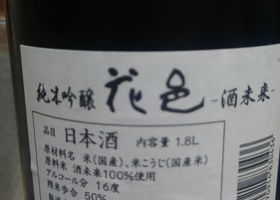 純米吟醸 花邑 -酒未来-
品目 日本酒 内容量 1.8L
原材料名 米(国産)、米こうじ(国産米)
原料米 酒未来100%使用
アルコール分 16度
精米歩合 50%